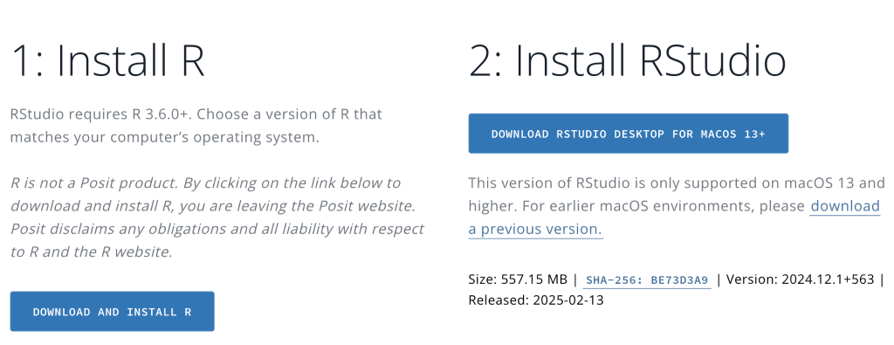 1: Install R
RStudio requires R 3.6.0+. Choose a version of R that
matches your computer's operating system.
R is not a Posit product. By clicking on the link below to
download and install R, you are leaving the Posit website.
Posit disclaims any obligations and all liability with respect
to R and the R website.
DOWNLOAD AND INSTALL R
2: Install RStudio
DOWNLOAD RSTUDIO DESKTOP FOR MACOS 13+
This version of RStudio is only supported on macOS 13 and
higher. For earlier macOS environments, please download
a previous version.
Size: 557.15 MB | SHA-256: BE73D3A9 | Version: 2024.12.1+563 |
Released: 2025-02-13